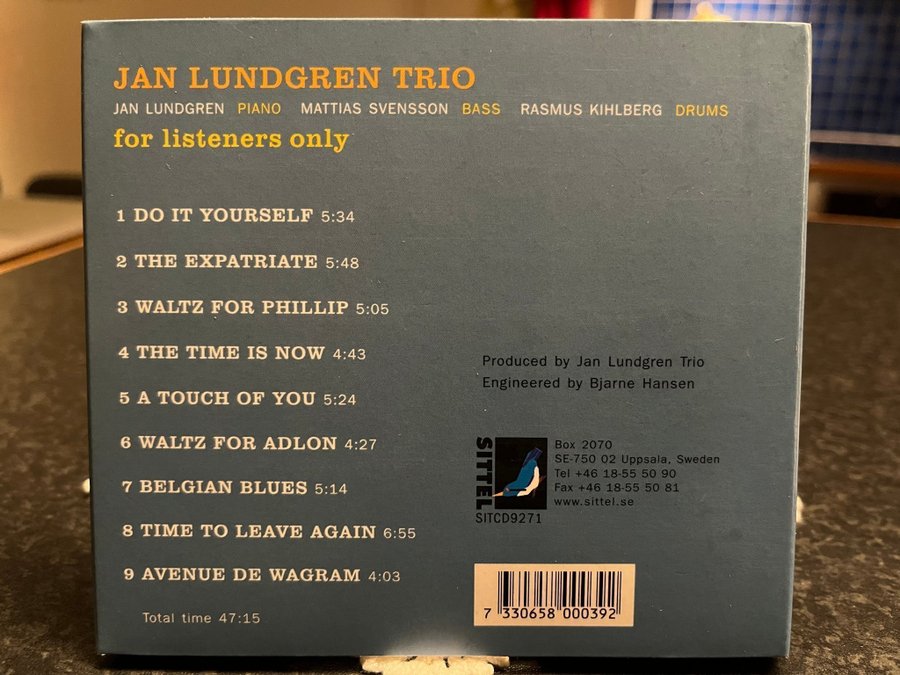 JAN LUNDGREN TRIO
JAN LUNDGREN PIANO MATTIAS SVENSSON BASS RASMUS KIHLBERG DRUMS
for listeners only
1 DO IT YOURSELF 5:34
2 THE EXPATRIATE 5:48
3 WALTZ FOR PHILLIP 5:05
4 THE TIME IS NOW 4:43
5 A TOUCH OF YOU 5:24
6 WALTZ FOR ADLON 4:27
7 BELGIAN BLUES 5:14
8 TIME TO LEAVE AGAIN 6:55
9 AVENUE DE WAGRAM 4:03
Total time 47:15
Produced by Jan Lundgren Trio
Engineered by Bjarne Hansen
SITTEL
Box 2070
SE-750 02 Uppsala, Sweden
Tel +46 18-55 50 90
Fax +46 18-55 50 81
www.sittel.se
SITCD9271
7 330658 000392